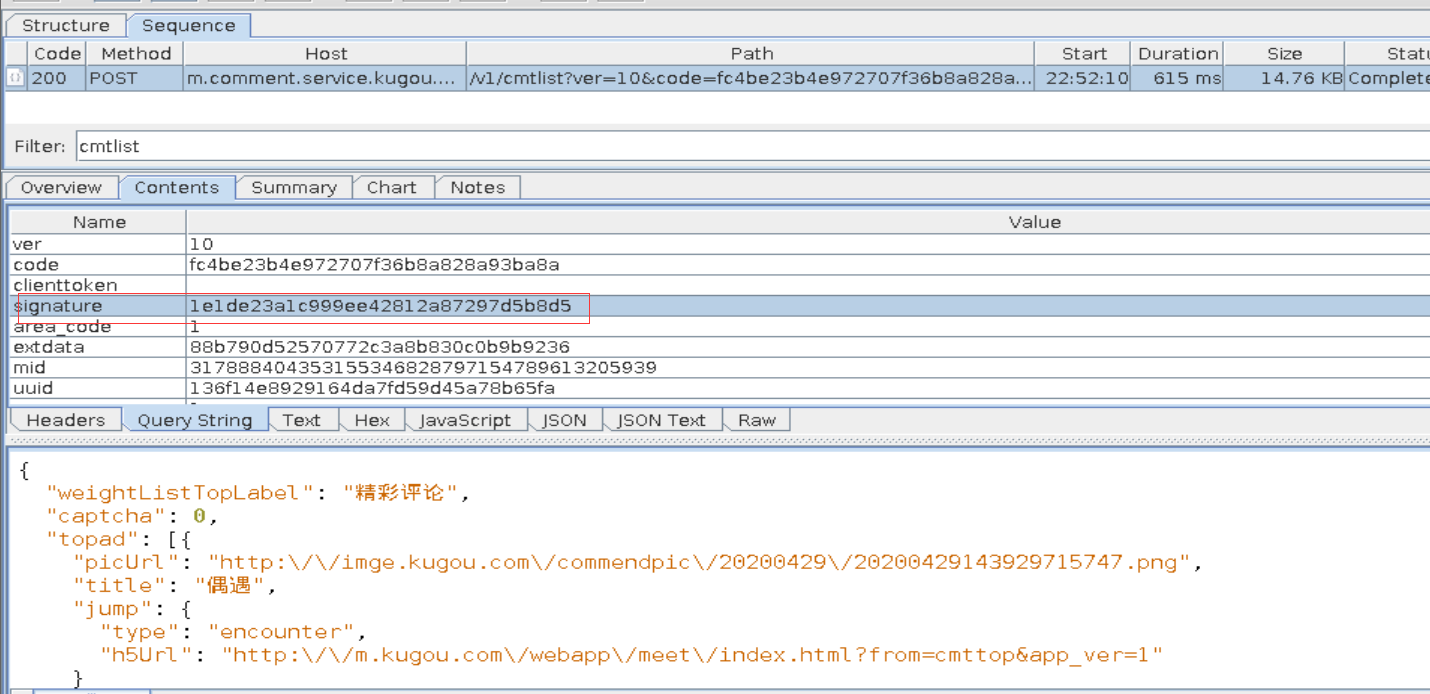 Structure Sequence
Code Method Host Path Start Duration Size Statu
200 POST m.comment.service.kugou.... /v1/cmtlist?ver=10&code=fc4be23b4e972707f36b8a828a... 22:52:10 615 ms 14.76 KB Complete
Filter: cmtlist
Overview Contents Summary Chart Notes
Name Value
ver 10
code fc4be23b4e972707f36b8a828a93ba8a
clienttoken
signature 1e1de23a1c999ee42812a87297d5b8d5
area_code 1
extdata 88b790d52570772c3a8b830c0b9b9236
mid 317888404353155346828797154789613205939
uuid 136f14e8929164da7fd59d45a78b65fa
Headers Query String Text Hex JavaScript JSON JSON Text Raw
{
"weightListTopLabel": "精彩评论",
"captcha": 0,
"topad": [{
"picUrl": "http:\/\/imge.kugou.com\/commendpic\/20200429\/20200429143929715747.png",
"title": "偶遇",
"jump": {
"type": "encounter",
"h5Url": "http:\/\/m.kugou.com\/webapp\/meet\/index.html?from=cmttop&app_ver=1"
}